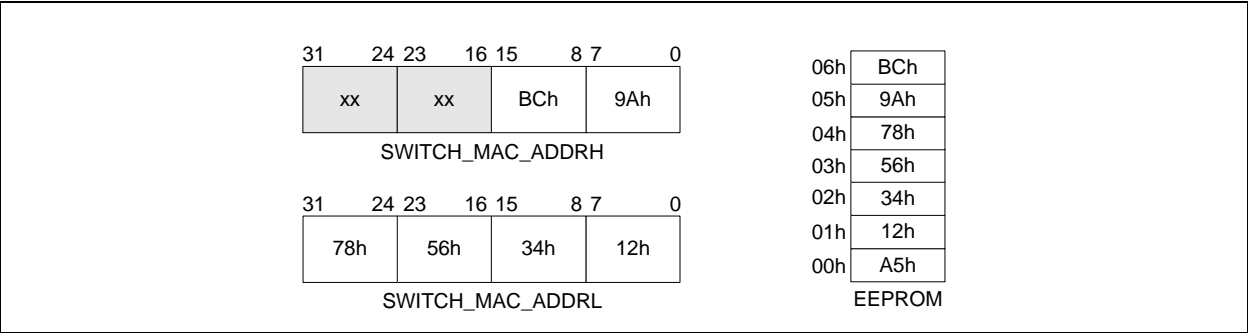 31 24 23 16 15 8 7 0
xx xx BCh 9Ah
SWITCH_MAC_ADDRH
31 24 23 16 15 8 7 0
78h 56h 34h 12h
SWITCH_MAC_ADDRL
06h BCh
05h 9Ah
04h 78h
03h 56h
02h 34h
01h 12h
00h A5h
EEPROM